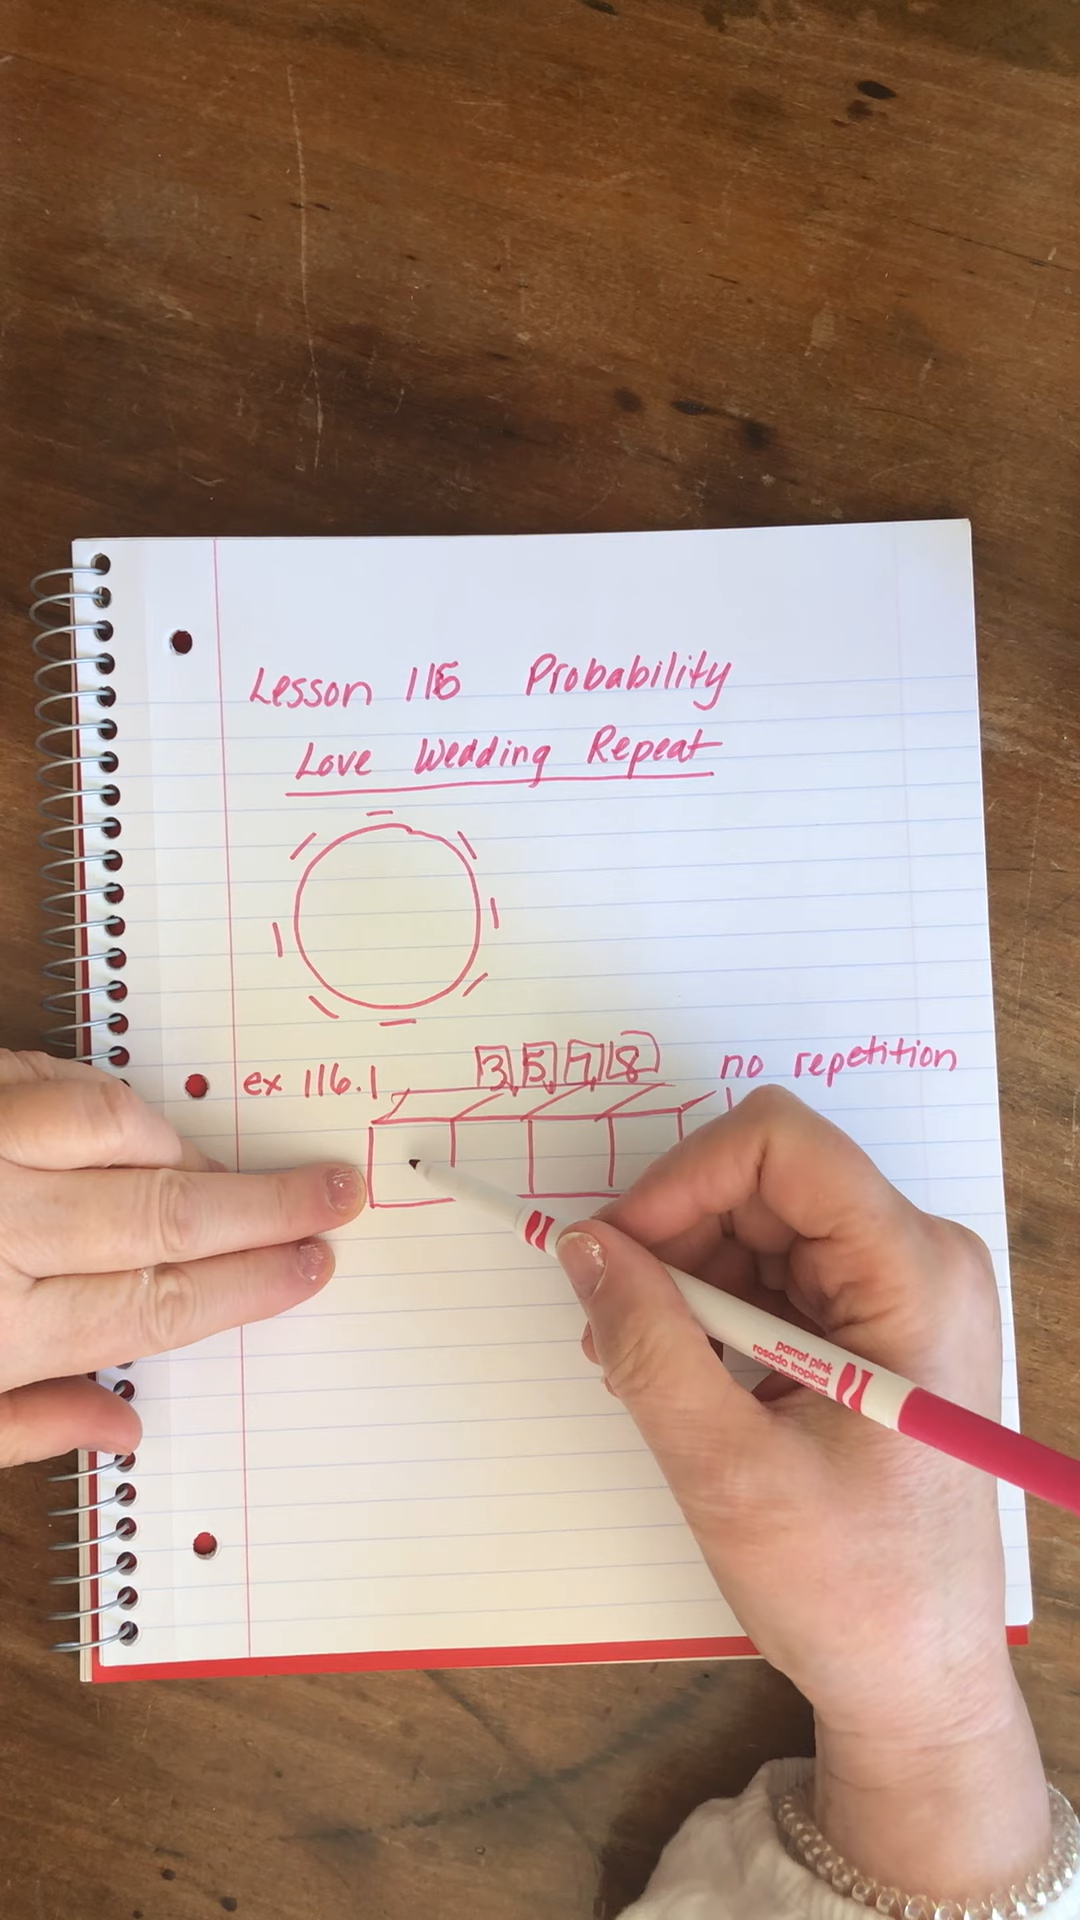 Lesson 116 Probability
Love Wedding Repeat
ex 116.1 3 5 7 8 no repetition
parrot pink
rosado tropical